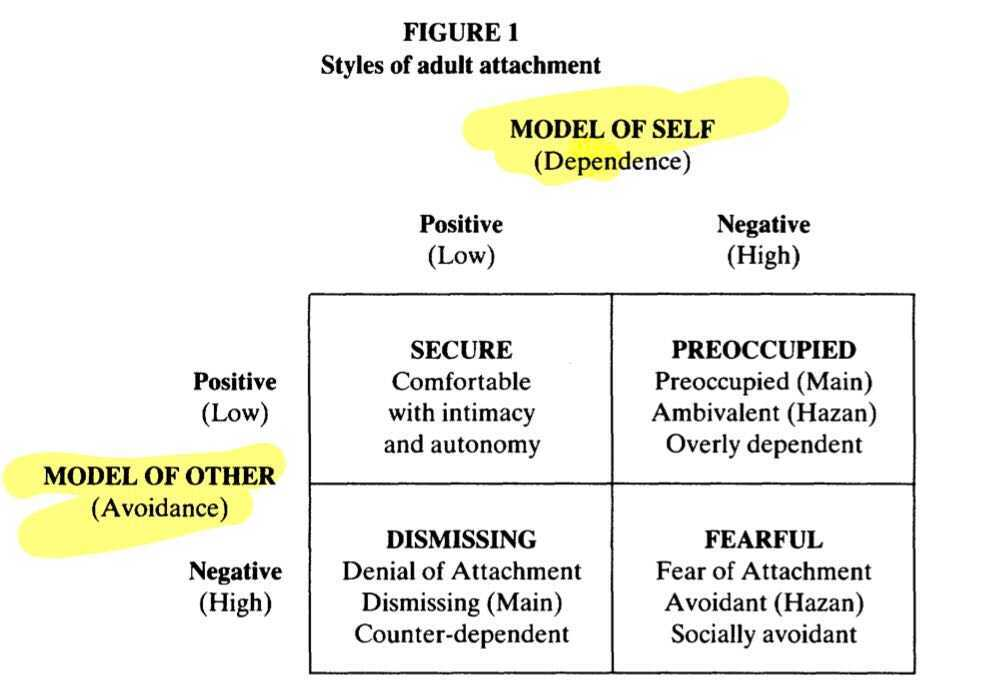 FIGURE 1
Styles of adult attachment
MODEL OF SELF
(Dependence)
Positive
(Low)
Negative
(High)
Positive
(Low)
SECURE
Comfortable
with intimacy
and autonomy
PREOCCUPIED
Preoccupied (Main)
Ambivalent (Hazan)
Overly dependent
MODEL OF OTHER
(Avoidance)
Negative
(High)
DISMISSING
Denial of Attachment
Dismissing (Main)
Counter-dependent
FEARFUL
Fear of Attachment
Avoidant (Hazan)
Socially avoidant